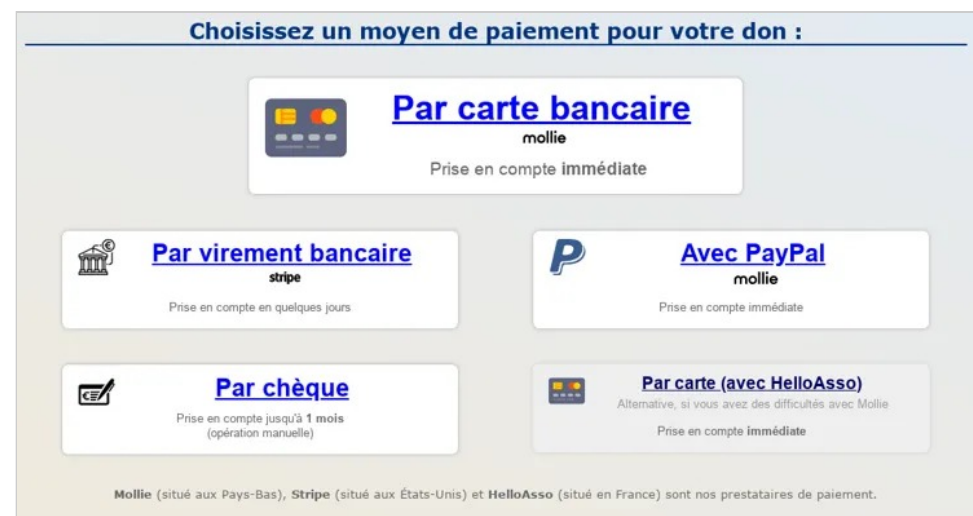 Choisissez un moyen de paiement pour votre don :
Par carte bancaire
mollie
Prise en compte immédiate
Par virement bancaire
stripe
Prise en compte en quelques jours
Avec PayPal
mollie
Prise en compte immédiate
Par chèque
Prise en compte jusqu'à 1 mois
(opération manuelle)
Par carte (avec HelloAsso)
Alternative, si vous avez des difficultés avec Mollie
Prise en compte immédiate
Mollie (situé aux Pays-Bas), Stripe (situé aux États-Unis) et HelloAsso (situé en France) sont nos prestataires de paiement.